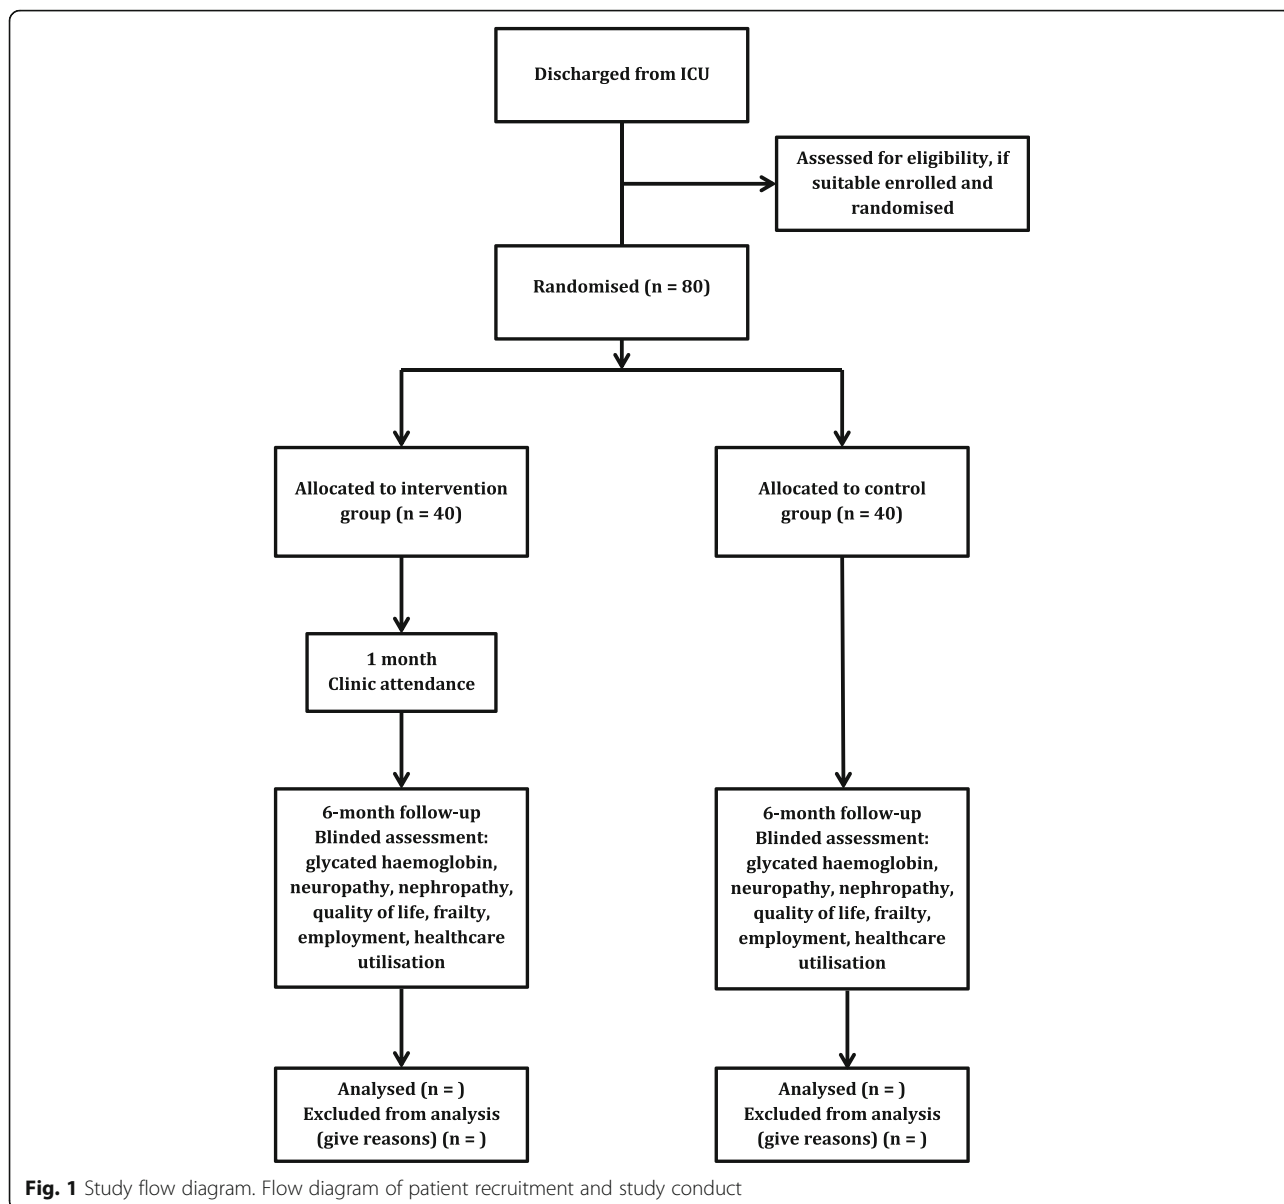 Discharged from ICU
Assessed for eligibility, if
suitable enrolled and
randomised
Randomised (n = 80)
Allocated to intervention
group (n = 40)
Allocated to control
group (n = 40)
1 month
Clinic attendance
6-month follow-up
Blinded assessment:
glycated haemoglobin,
neuropathy, nephropathy,
quality of life, frailty,
employment, healthcare
utilisation
6-month follow-up
Blinded assessment:
glycated haemoglobin,
neuropathy, nephropathy,
quality of life, frailty,
employment, healthcare
utilisation
Analysed (n = )
Excluded from analysis
(give reasons) (n = )
Analysed (n = )
Excluded from analysis
(give reasons) (n = )
Fig. 1 Study flow diagram. Flow diagram of patient recruitment and study conduct